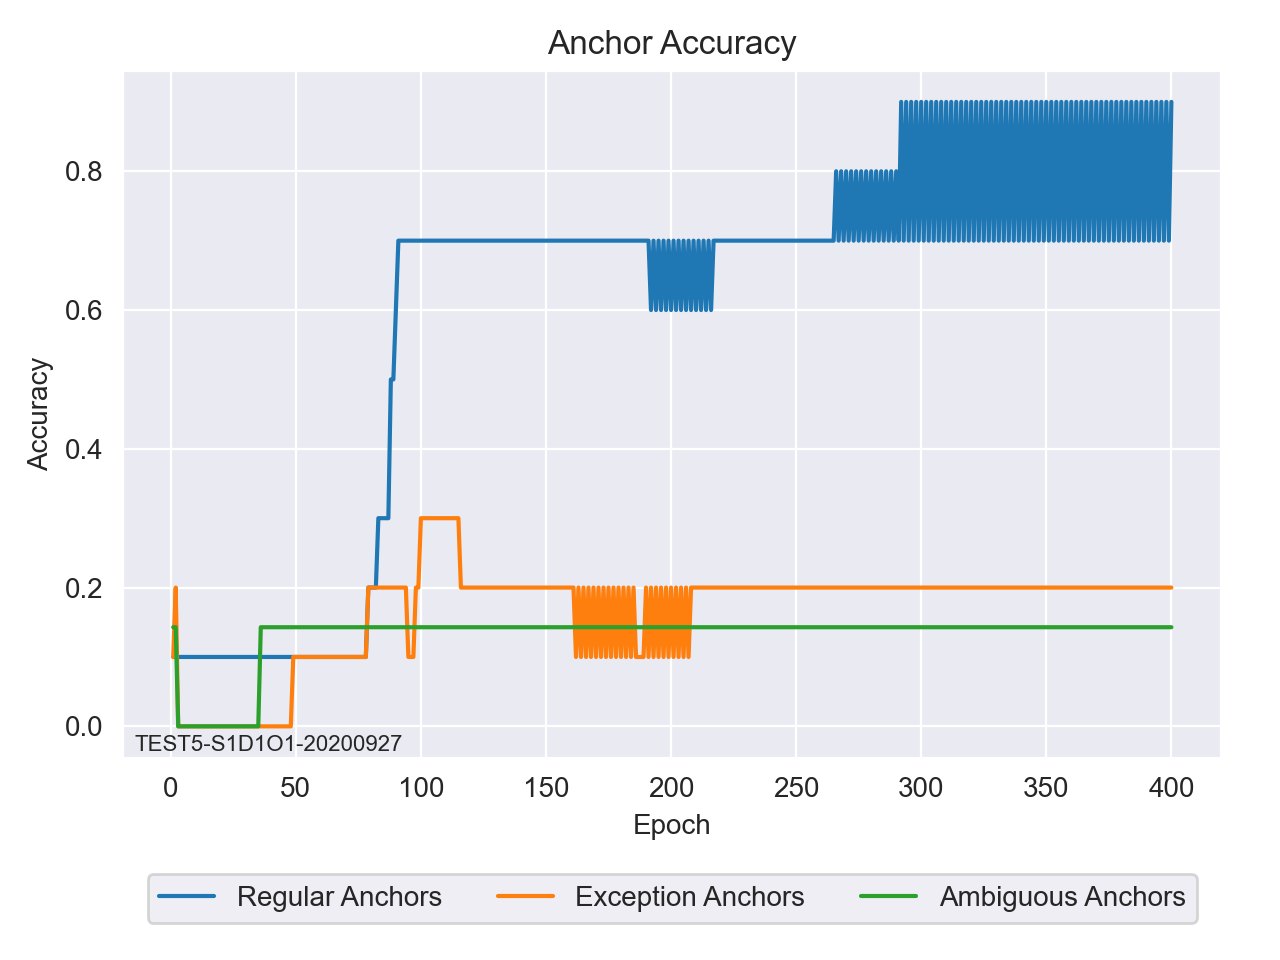 Anchor Accuracy
Accuracy
0.8
0.6
0.4
0.2
0.0
TEST5-S1D1O1-20200927
0 50 100 150 200 250 300 350 400
Epoch
Regular Anchors Exception Anchors Ambiguous Anchors